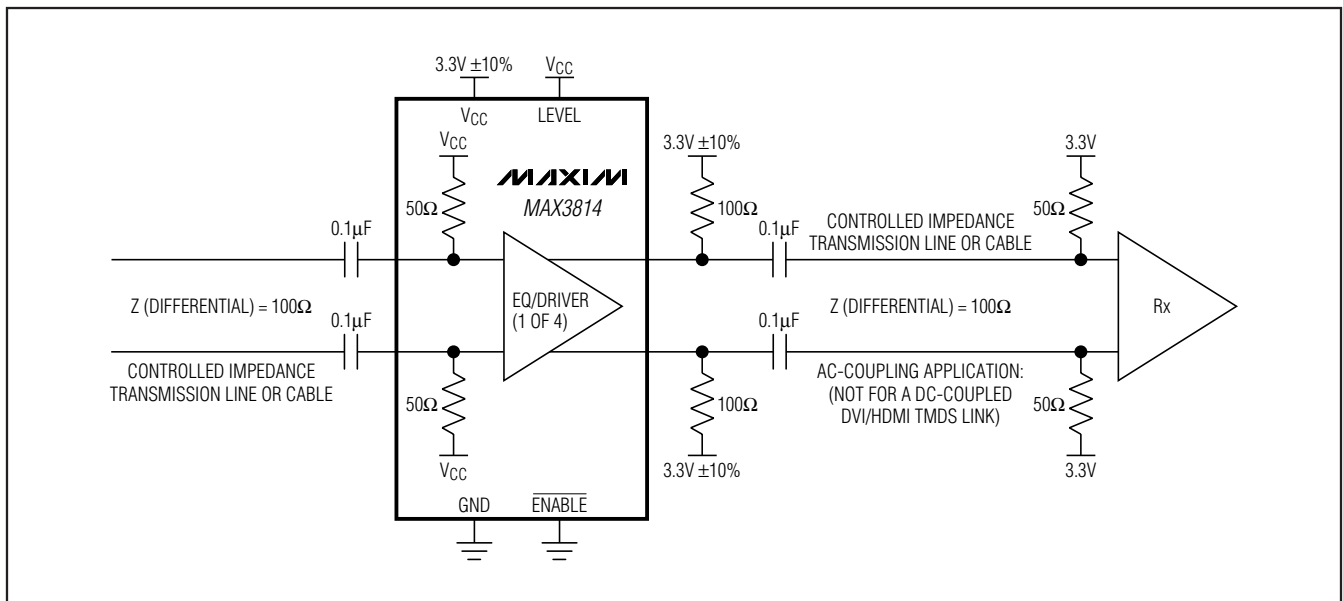 3.3V ±10%
VCC
VCC
LEVEL
VCC
MAXIM
MAX3814
50Ω
0.1µF
3.3V ±10%
100Ω
0.1µF
CONTROLLED IMPEDANCE
TRANSMISSION LINE OR CABLE
3.3V
50Ω
Z (DIFFERENTIAL) = 100Ω
0.1µF
EQ/DRIVER
(1 OF 4)
0.1µF
Z (DIFFERENTIAL) = 100Ω
Rx
CONTROLLED IMPEDANCE
TRANSMISSION LINE OR CABLE
50Ω
VCC
100Ω
3.3V ±10%
AC-COUPLING APPLICATION:
(NOT FOR A DC-COUPLED
DVI/HDMI TMDS LINK)
50Ω
3.3V
GND
ENABLE